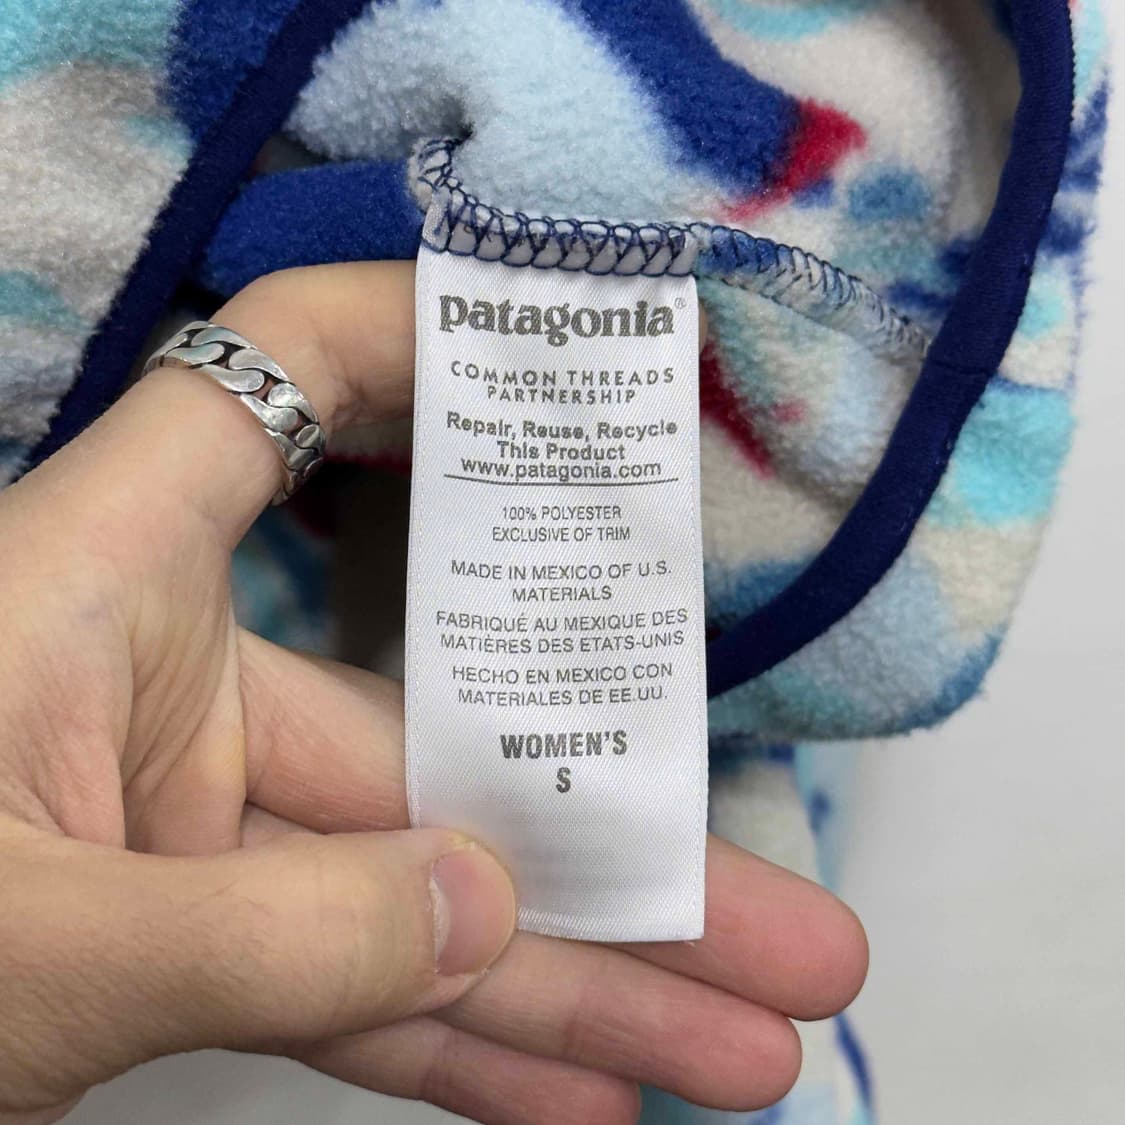 patagonia®
COMMON THREADS
PARTNERSHIP
Repair, Reuse, Recycle
This Product
www.patagonia.com
100% POLYESTER
EXCLUSIVE OF TRIM
MADE IN MEXICO OF U.S.
MATERIALS
FABRIQUÉ AU MEXIQUE DES
MATIÈRES DES ETATS-UNIS
HECHO EN MEXICO CON
MATERIALES DE EE.UU.
WOMEN'S
S